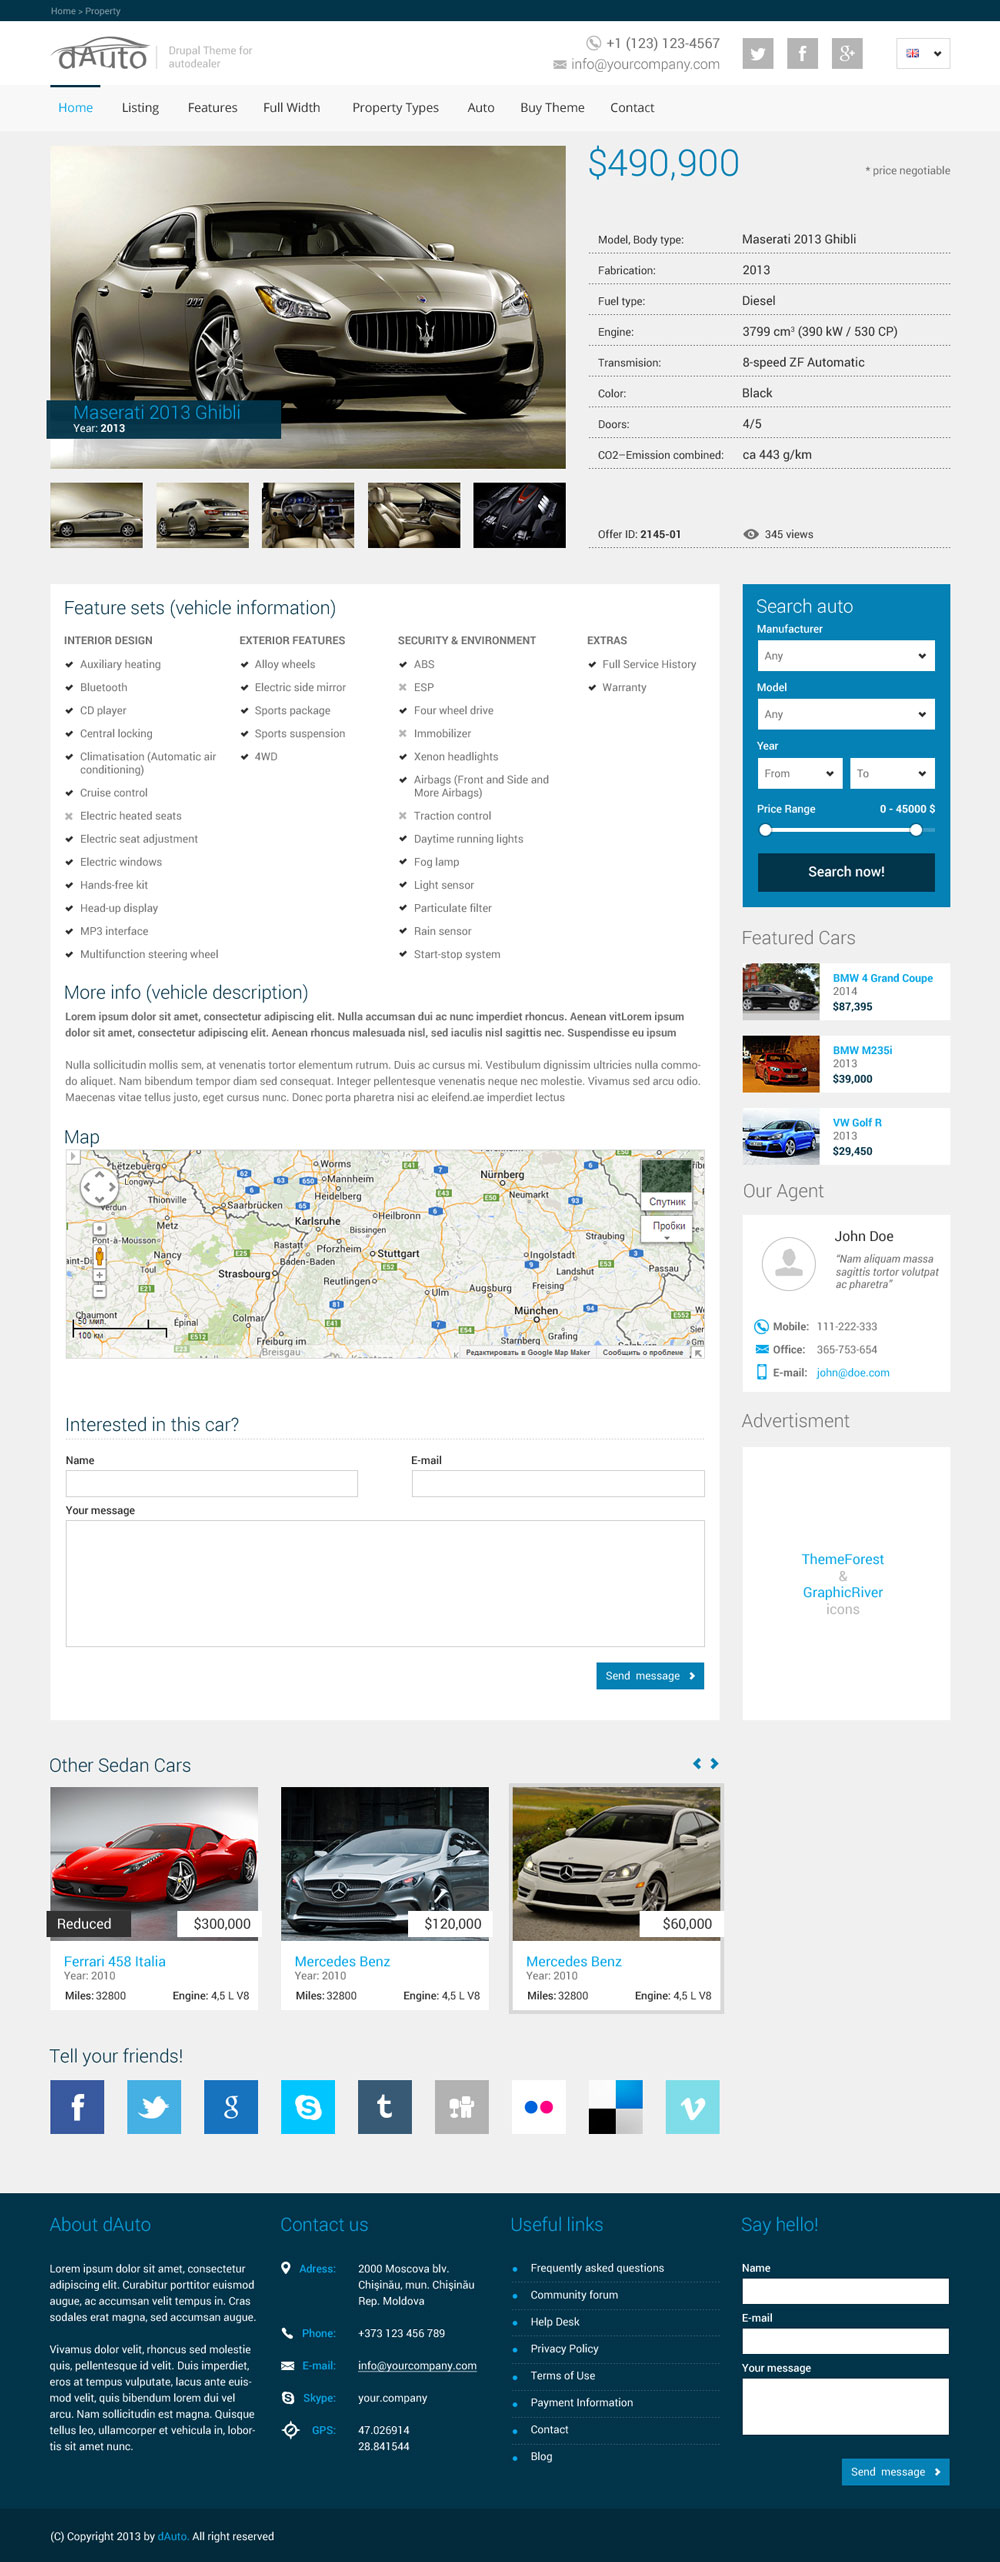 Home > Property
dAuto
Drupal Theme for
autodealer
+1 (123) 123-4567
info@yourcompany.com
Home
Listing
Features
Full Width
Property Types
Auto
Buy Theme
Contact
Maserati 2013 Ghibli
Year: 2013
$490,900
* price negotiable
Model, Body type: Maserati 2013 Ghibli
Fabrication: 2013
Fuel type: Diesel
Engine: 3799 cm³ (390 kW / 530 CP)
Transmision: 8-speed ZF Automatic
Color: Black
Doors: 4/5
CO2–Emission combined: ca 443 g/km
Offer ID: 2145-01
345 views
Feature sets (vehicle information)
INTERIOR DESIGN
Auxiliary heating
Bluetooth
CD player
Central locking
Climatisation (Automatic air
conditioning)
Cruise control
Electric heated seats
Electric seat adjustment
Electric windows
Hands-free kit
Head-up display
MP3 interface
Multifunction steering wheel
EXTERIOR FEATURES
Alloy wheels
Electric side mirror
Sports package
Sports suspension
4WD
SECURITY & ENVIRONMENT
ABS
ESP
Four wheel drive
Immobilizer
Xenon headlights
Airbags (Front and Side and
More Airbags)
Traction control
Daytime running lights
Fog lamp
Light sensor
Particulate filter
Rain sensor
Start-stop system
EXTRAS
Full Service History
Warranty
More info (vehicle description)
Lorem ipsum dolor sit amet, consectetur adipiscing elit. Nulla accumsan dui ac nunc imperdiet rhoncus. Aenean vitLorem ipsum
dolor sit amet, consectetur adipiscing elit. Aenean rhoncus malesuada nisl, sed iaculis nisl sagittis nec. Suspendisse eu ipsum
Nulla sollicitudin mollis sem, at venenatis tortor elementum rutrum. Duis ac cursus mi. Vestibulum dignissim ultricies nulla commo-
do aliquet. Nam bibendum tempor diam sed consequat. Integer pellentesque venenatis neque nec molestie. Vivamus sed arcu odio.
Maecenas vitae tellus justo, eget cursus nunc. Donec porta pharetra nisi ac eleifend.ae imperdiet lectus
Map
Lëtzebuerg
Longwy
Thionville
Verdun
Metz
Pont-à-Mousson
Nancy
Toul
Chaumont
Épinal
Saarbrücken
Worms
Mannheim
Heidelberg
Karlsruhe
Heilbronn
Bissingen
Rastatt
Pforzheim
Stuttgart
Baden-Baden
Strasbourg
Reutlingen
Ulm
Colmar
Freiburg im
Breisgau
Konstanz
Nürnberg
Neumarkt
Ingolstadt
Landshut
Augsburg
Freising
München
Starnberg
Grafing
Straubing
Passau
Спутник
Пробки
50 мил.
100 км
Редактировать в Google Map Maker
Сообщить о проблеме
Interested in this car?
Name
E-mail
Your message
Send message
Search auto
Manufacturer
Any
Model
Any
Year
From
To
Price Range 0 - 45000 $
Search now!
Featured Cars
BMW 4 Grand Coupe
2014
$87,395
BMW M235i
2013
$39,000
VW Golf R
2013
$29,450
Our Agent
John Doe
“Nam aliquam massa
sagittis tortor volutpat
ac pharetra”
Mobile: 111-222-333
Office: 365-753-654
E-mail: john@doe.com
Advertisment
ThemeForest
&
GraphicRiver
icons
Other Sedan Cars
Reduced
$300,000
Ferrari 458 Italia
Year: 2010
Miles: 32800 Engine: 4,5 L V8
$120,000
Mercedes Benz
Year: 2010
Miles: 32800 Engine: 4,5 L V8
$60,000
Mercedes Benz
Year: 2010
Miles: 32800 Engine: 4,5 L V8
Tell your friends!
About dAuto
Lorem ipsum dolor sit amet, consectetur
adipiscing elit. Curabitur porttitor euismod
augue, ac accumsan velit tempus in. Cras
sodales erat magna, sed accumsan augue.
Vivamus dolor velit, rhoncus sed molestie
quis, pellentesque id velit. Duis imperdiet,
eros at tempus vulputate, lacus ante euis-
mod velit, quis bibendum lorem dui vel
arcu. Nam sollicitudin est magna. Quisque
tellus leo, ullamcorper et vehicula in, lobor-
tis sit amet nunc.
Contact us
Adress: 2000 Moscova blv.
Chişinău, mun. Chişinău
Rep. Moldova
Phone: +373 123 456 789
E-mail: info@yourcompany.com
Skype: your.company
GPS: 47.026914
28.841544
Useful links
Frequently asked questions
Community forum
Help Desk
Privacy Policy
Terms of Use
Payment Information
Contact
Blog
Say hello!
Name
E-mail
Your message
Send message
(C) Copyright 2013 by dAuto. All right reserved